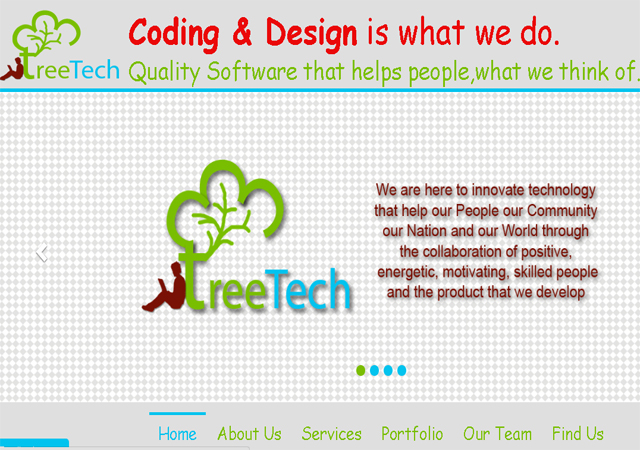 Coding & Design is what we do.
treeTech
Quality Software that helps people,what we think of.
We are here to innovate technology
that help our People our Community
our Nation and our World through
the collaboration of positive,
energetic, motivating, skilled people
and the product that we develop
treeTech
Home About Us Services Portfolio Our Team Find Us